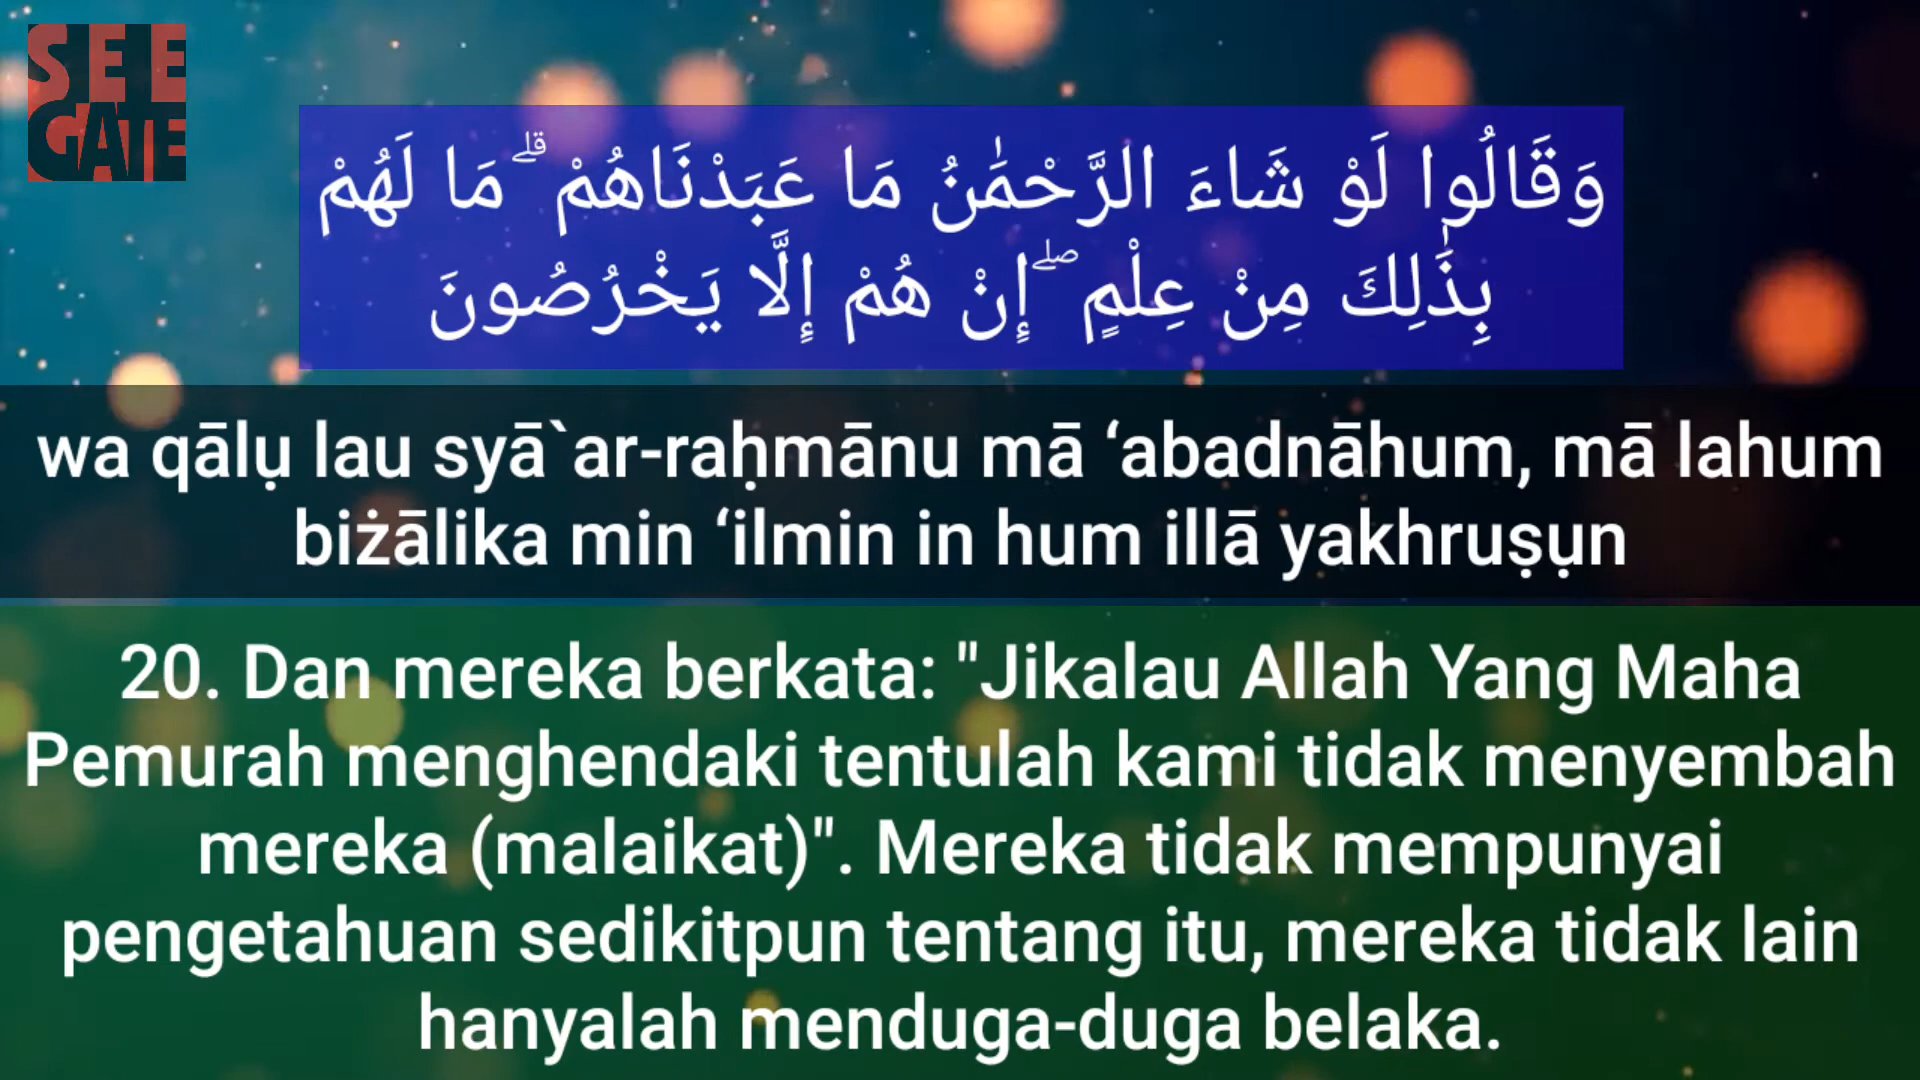 SEE
GATE
وَقَالُوا لَوْ شَاءَ الرَّحْمَٰنُ مَا عَبَدْنَاهُمْ ۗ مَا لَهُمْ
بِذَٰلِكَ مِنْ عِلْمٍ ۖ إِنْ هُمْ إِلَّا يَخْرُصُونَ
wa qālụ lau syā`ar-raḥmānu mā ‘abadnāhum, mā lahum
biżālika min ‘ilmin in hum illā yakhruṣụn
20. Dan mereka berkata: "Jikalau Allah Yang Maha
Pemurah menghendaki tentulah kami tidak menyembah
mereka (malaikat)". Mereka tidak mempunyai
pengetahuan sedikitpun tentang itu, mereka tidak lain
hanyalah menduga-duga belaka.